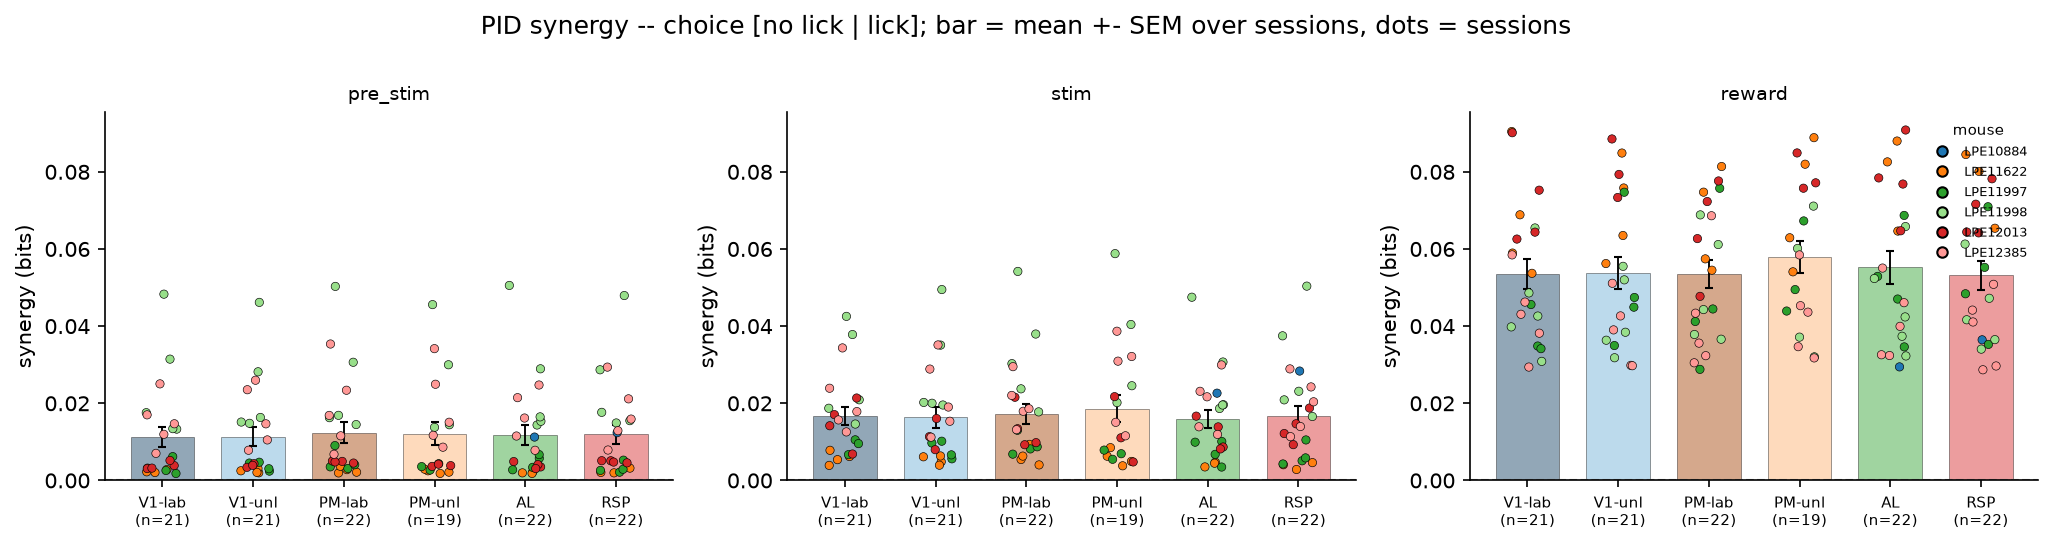 PID synergy -- choice [no lick | lick]; bar = mean +- SEM over sessions, dots = sessions
pre_stim
synergy (bits)
0.08
0.06
0.04
0.02
0.00
V1-lab
(n=21)
V1-unl
(n=21)
PM-lab
(n=22)
PM-unl
(n=19)
AL
(n=22)
RSP
(n=22)
stim
synergy (bits)
0.08
0.06
0.04
0.02
0.00
V1-lab
(n=21)
V1-unl
(n=21)
PM-lab
(n=22)
PM-unl
(n=19)
AL
(n=22)
RSP
(n=22)
reward
synergy (bits)
0.08
0.06
0.04
0.02
0.00
mouse
LPE10884
LPE11622
LPE11997
LPE11998
LPE12013
LPE12385
V1-lab
(n=21)
V1-unl
(n=21)
PM-lab
(n=22)
PM-unl
(n=19)
AL
(n=22)
RSP
(n=22)